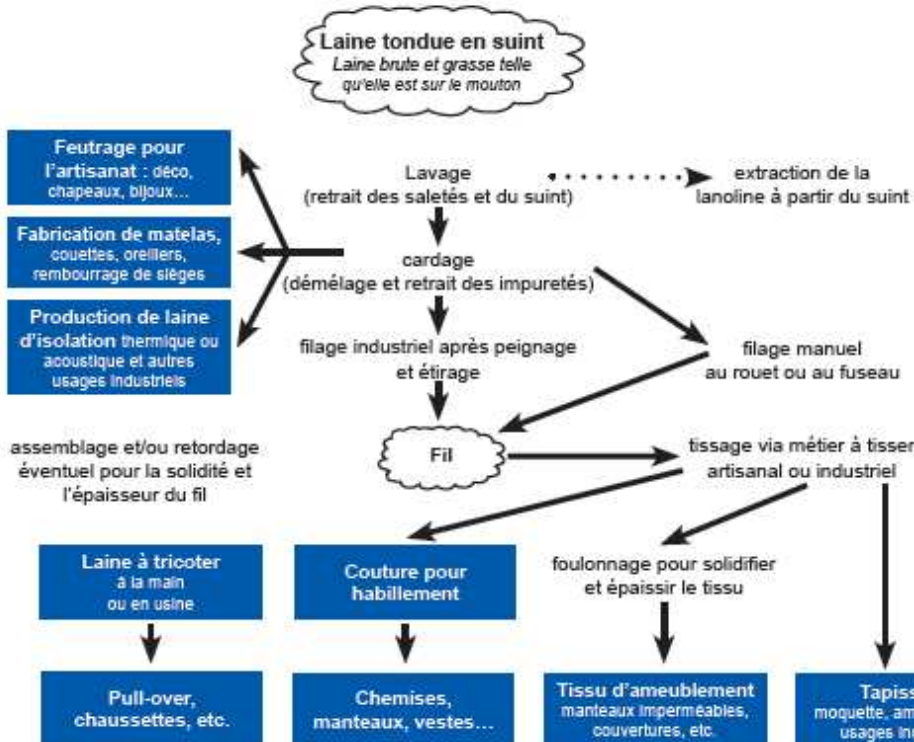 Laine tondue en suint
Laine brute et grasse telle
qu'elle est sur le mouton
Feutrage pour
l'artisanat : déco,
chapeaux, bijoux...
Lavage
(retrait des saletés et du suint)
extraction de la
lanoline à partir du suint
Fabrication de matelas,
couettes, oreillers,
rembourrage de sièges
cardage
(démélage et retrait des impuretés)
Production de laine
d'isolation thermique ou
acoustique et autres
usages industriels
filage industriel après peignage
et étirage
filage manuel
au rouet ou au fuseau
assemblage et/ou retordage
éventuel pour la solidité et
l'épaisseur du fil
Fil
tissage via métier à tisser
artisanal ou industriel
Laine à tricoter
à la main
ou en usine
Couture pour
habillement
foulonnage pour solidifier
et épaissir le tissu
Pull-over,
chaussettes, etc.
Chemises,
manteaux, vestes...
Tissu d'ameublement
manteaux imperméables,
couvertures, etc.
Tapiss
moquette, am
usages in